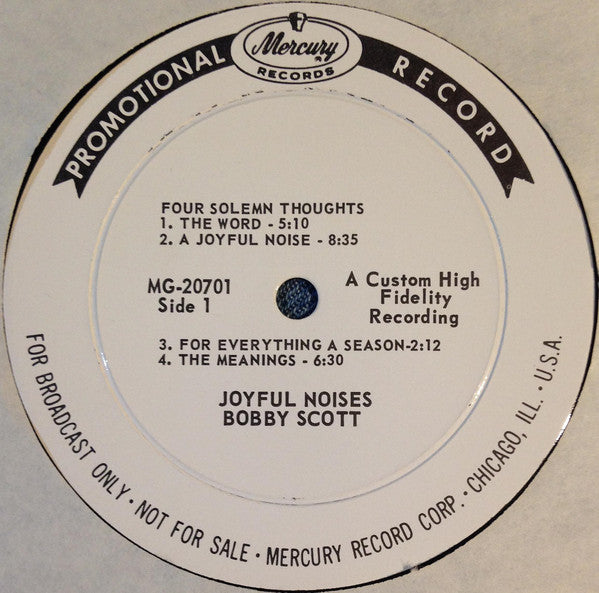 PROMOTIONAL RECORD
Mercury
RECORDS
FOUR SOLEMN THOUGHTS
1. THE WORD - 5:10
2. A JOYFUL NOISE - 8:35
MG-20701
Side 1
A Custom High
Fidelity
Recording
3. FOR EVERYTHING A SEASON-2:12
4. THE MEANINGS - 6:30
JOYFUL NOISES
BOBBY SCOTT
FOR BROADCAST ONLY · NOT FOR SALE · MERCURY RECORD CORP. · CHICAGO, ILL. · U.S.A.